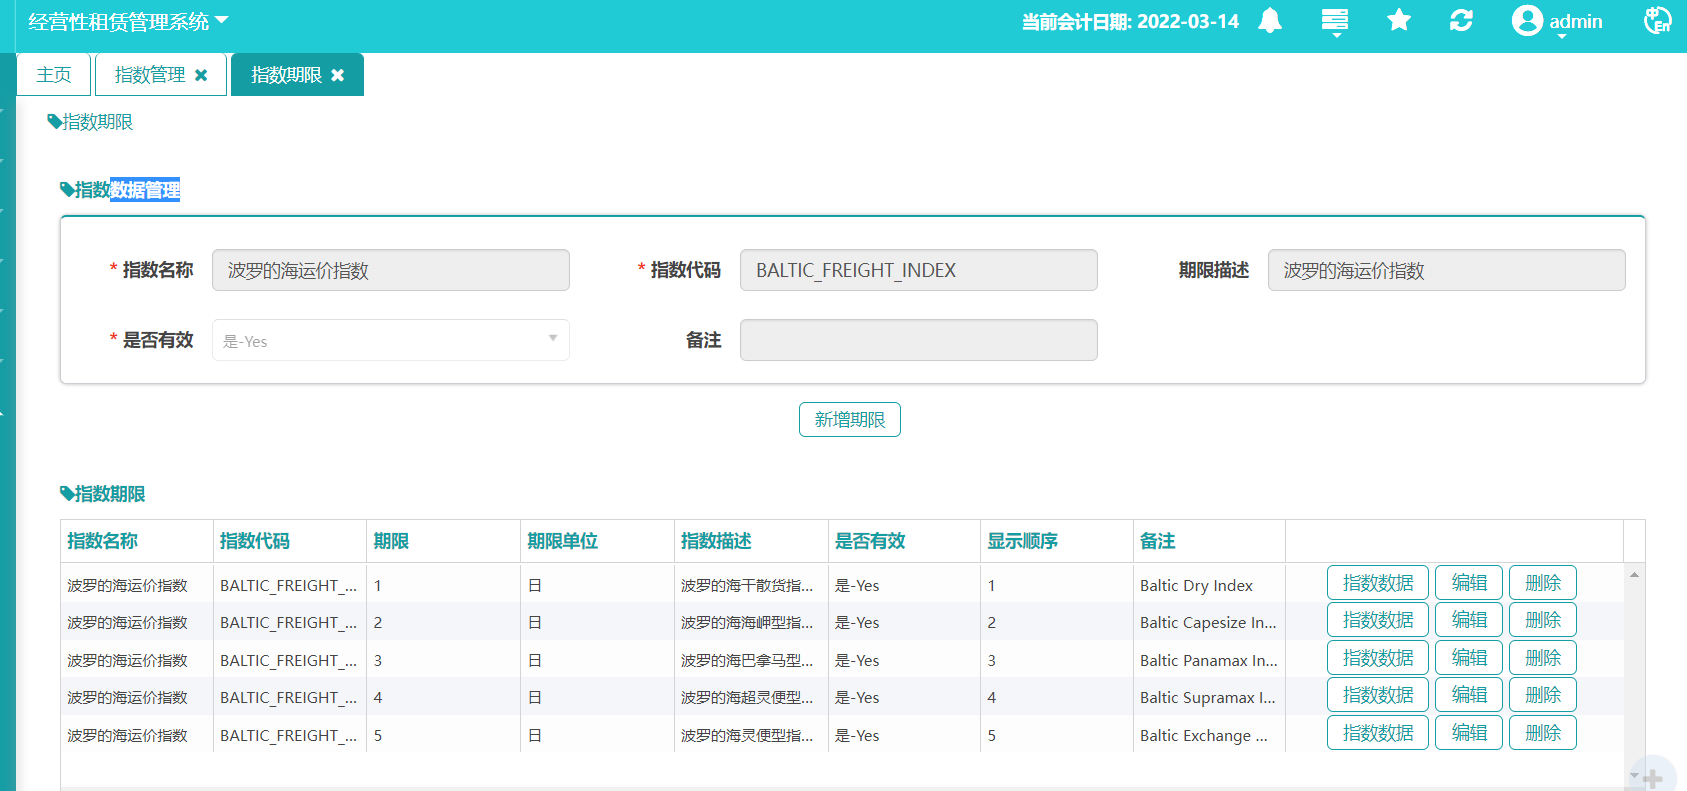 经营性租赁管理系统 当前会计日期: 2022-03-14 admin 中 En
主页 指数管理 指数期限
指数期限
指数数据管理
* 指数名称 波罗的海运价指数 * 指数代码 BALTIC_FREIGHT_INDEX 期限描述 波罗的海运价指数
* 是否有效 是-Yes 备注
新增期限
指数期限
指数名称 指数代码 期限 期限单位 指数描述 是否有效 显示顺序 备注
波罗的海运价指数 BALTIC_FREIGHT_... 1 日 波罗的海干散货指... 是-Yes 1 Baltic Dry Index 指数数据 编辑 删除
波罗的海运价指数 BALTIC_FREIGHT_... 2 日 波罗的海海岬型指... 是-Yes 2 Baltic Capesize In... 指数数据 编辑 删除
波罗的海运价指数 BALTIC_FREIGHT_... 3 日 波罗的海巴拿马型... 是-Yes 3 Baltic Panamax In... 指数数据 编辑 删除
波罗的海运价指数 BALTIC_FREIGHT_... 4 日 波罗的海超灵便型... 是-Yes 4 Baltic Supramax I... 指数数据 编辑 删除
波罗的海运价指数 BALTIC_FREIGHT_... 5 日 波罗的海灵便型指... 是-Yes 5 Baltic Exchange ... 指数数据 编辑 删除